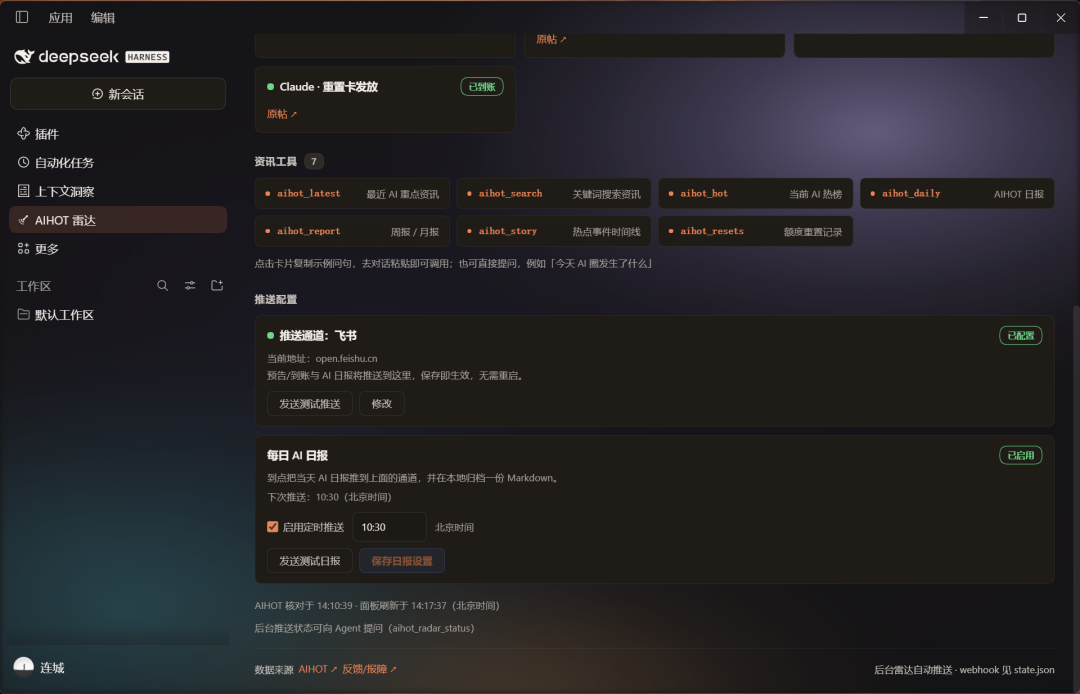 应用 编辑
deepseek HARNESS
新会话
插件
自动化任务
上下文洞察
AIHOT 雷达
更多
工作区
默认工作区
连城
原帖 ↗
Claude · 重置卡发放 已到账
原帖 ↗
资讯工具 7
aihot_latest 最近 AI 重点资讯
aihot_search 关键词搜索资讯
aihot_hot 当前 AI 热榜
aihot_daily AIHOT 日报
aihot_report 周报 / 月报
aihot_story 热点事件时间线
aihot_resets 额度重置记录
点击卡片复制示例问句，去对话粘贴即可调用；也可直接提问，例如「今天 AI 圈发生了什么」
推送配置
推送通道：飞书 已配置
当前地址：open.feishu.cn
预告/到账与 AI 日报将推送到这里，保存即生效，无需重启。
发送测试推送 修改
每日 AI 日报 已启用
到点把当天 AI 日报推到上面的通道，并在本地归档一份 Markdown。
下次推送：10:30（北京时间）
启用定时推送 10:30 北京时间
发送测试日报 保存日报设置
AIHOT 核对于 14:10:39 · 面板刷新于 14:17:37（北京时间）
后台推送状态可向 Agent 提问（aihot_radar_status）
数据来源 AIHOT ↗ 反馈/报障 ↗
后台雷达自动推送 · webhook 见 state.json